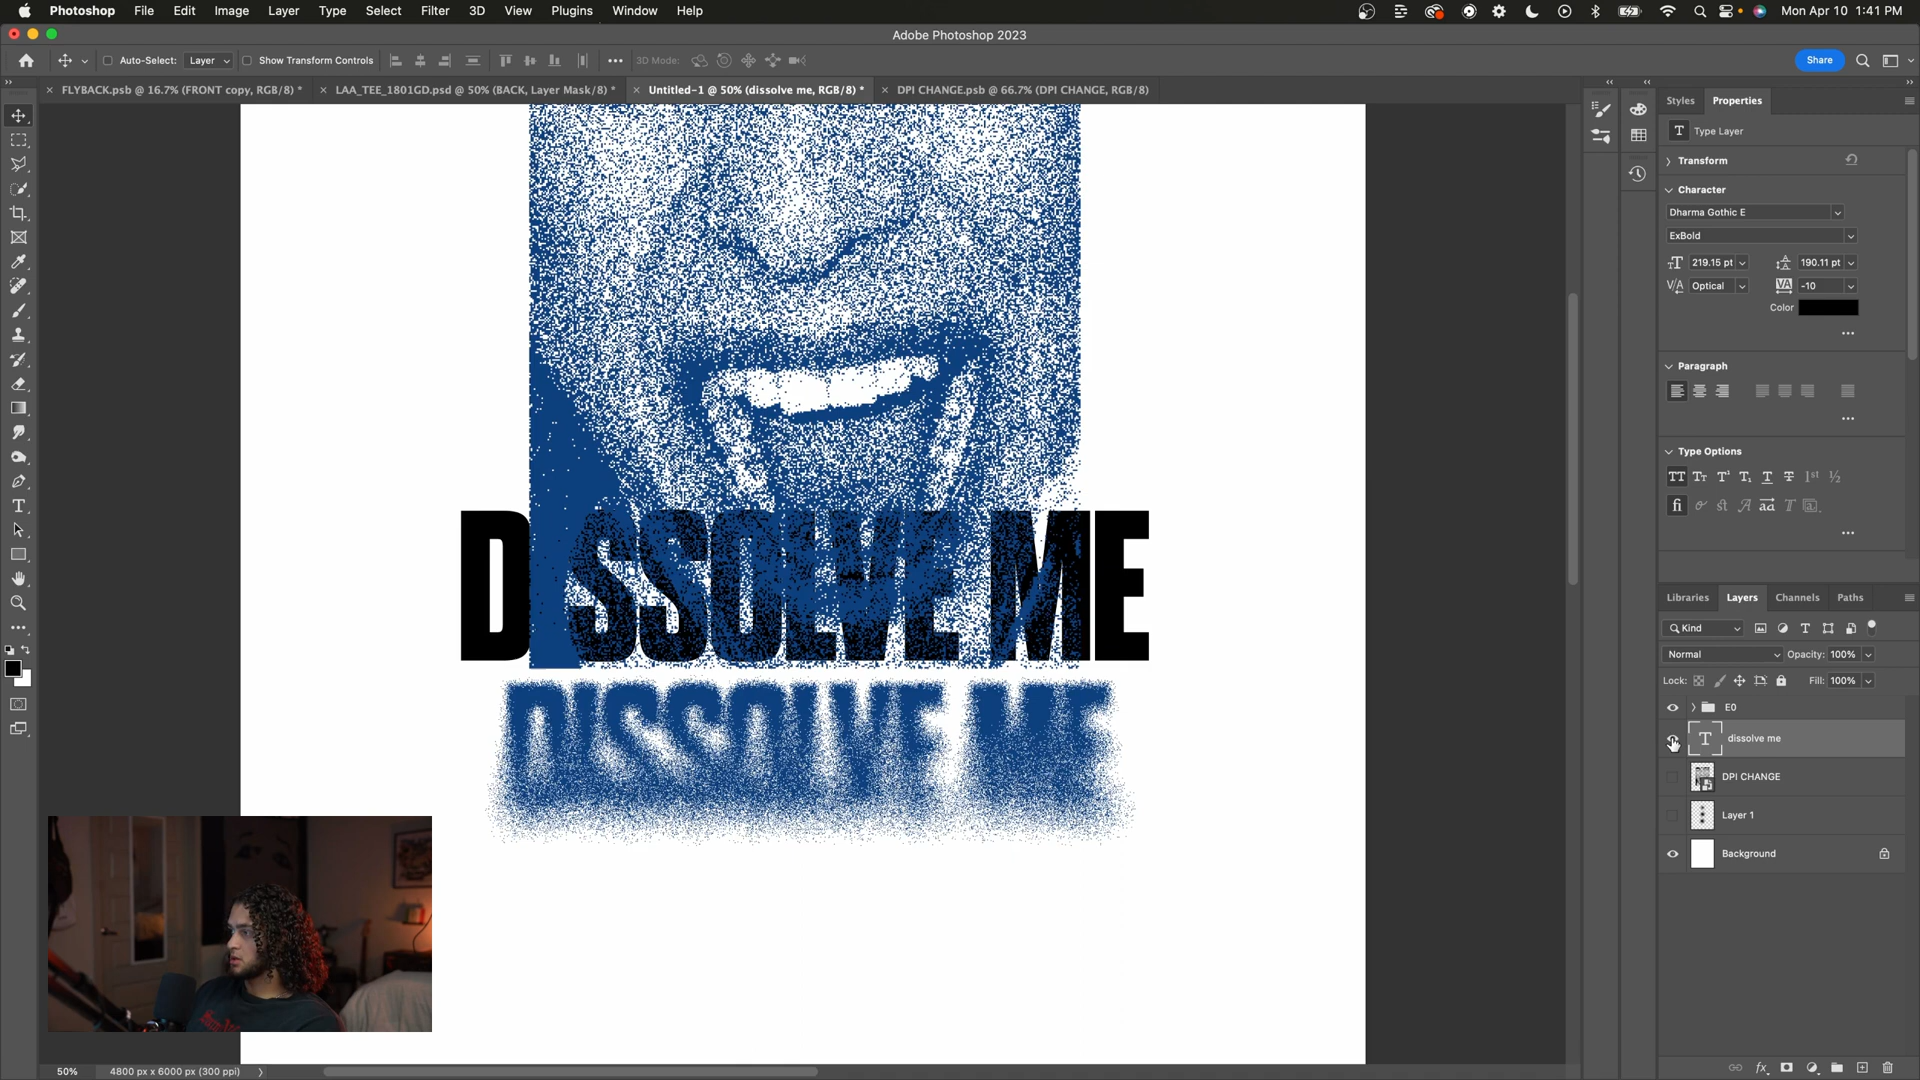 Photoshop File Edit Image Layer Type Select Filter 3D View Plugins Window Help Mon Apr 10 1:41 PM
Adobe Photoshop 2023
Auto-Select: Layer Show Transform Controls 3D Mode: Share
FLYBACK.psb @ 16.7% (FRONT copy, RGB/8) * LAA_TEE_1801GD.psd @ 50% (BACK, Layer Mask/8) * Untitled-1 @ 50% (dissolve me, RGB/8) * DPI CHANGE.psb @ 66.7% (DPI CHANGE, RGB/8)
Styles Properties
Type Layer
Transform
Character
Dharma Gothic E
ExBold
219.15 pt 190.11 pt
Optical -10
Color
Paragraph
Type Options
DISSOLVE ME
DISSOLVE ME
Libraries Layers Channels Paths
Kind
Normal Opacity: 100%
Lock: Fill: 100%
E0
dissolve me
DPI CHANGE
Layer 1
Background
50% 4800 px x 6000 px (300 ppi)